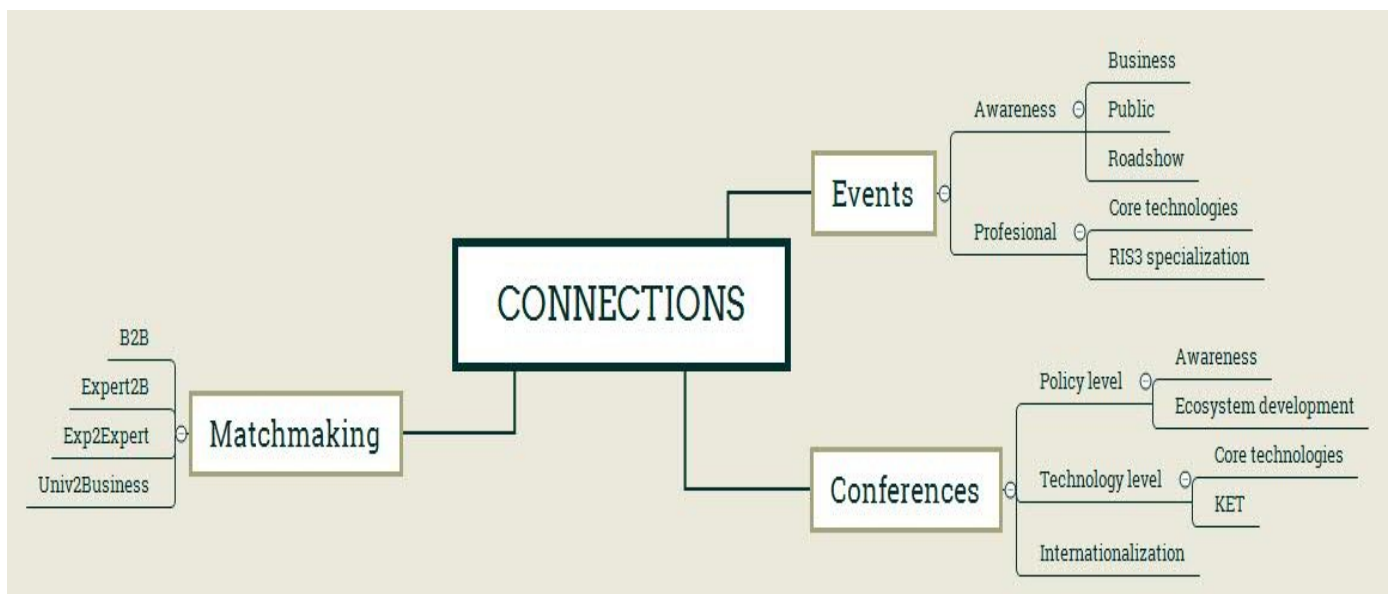 CONNECTIONS
Events
Awareness
Business
Public
Roadshow
Profesional
Core technologies
RIS3 specialization
Conferences
Policy level
Awareness
Ecosystem development
Technology level
Core technologies
KET
Internationalization
Matchmaking
B2B
Expert2B
Exp2Expert
Univ2Business